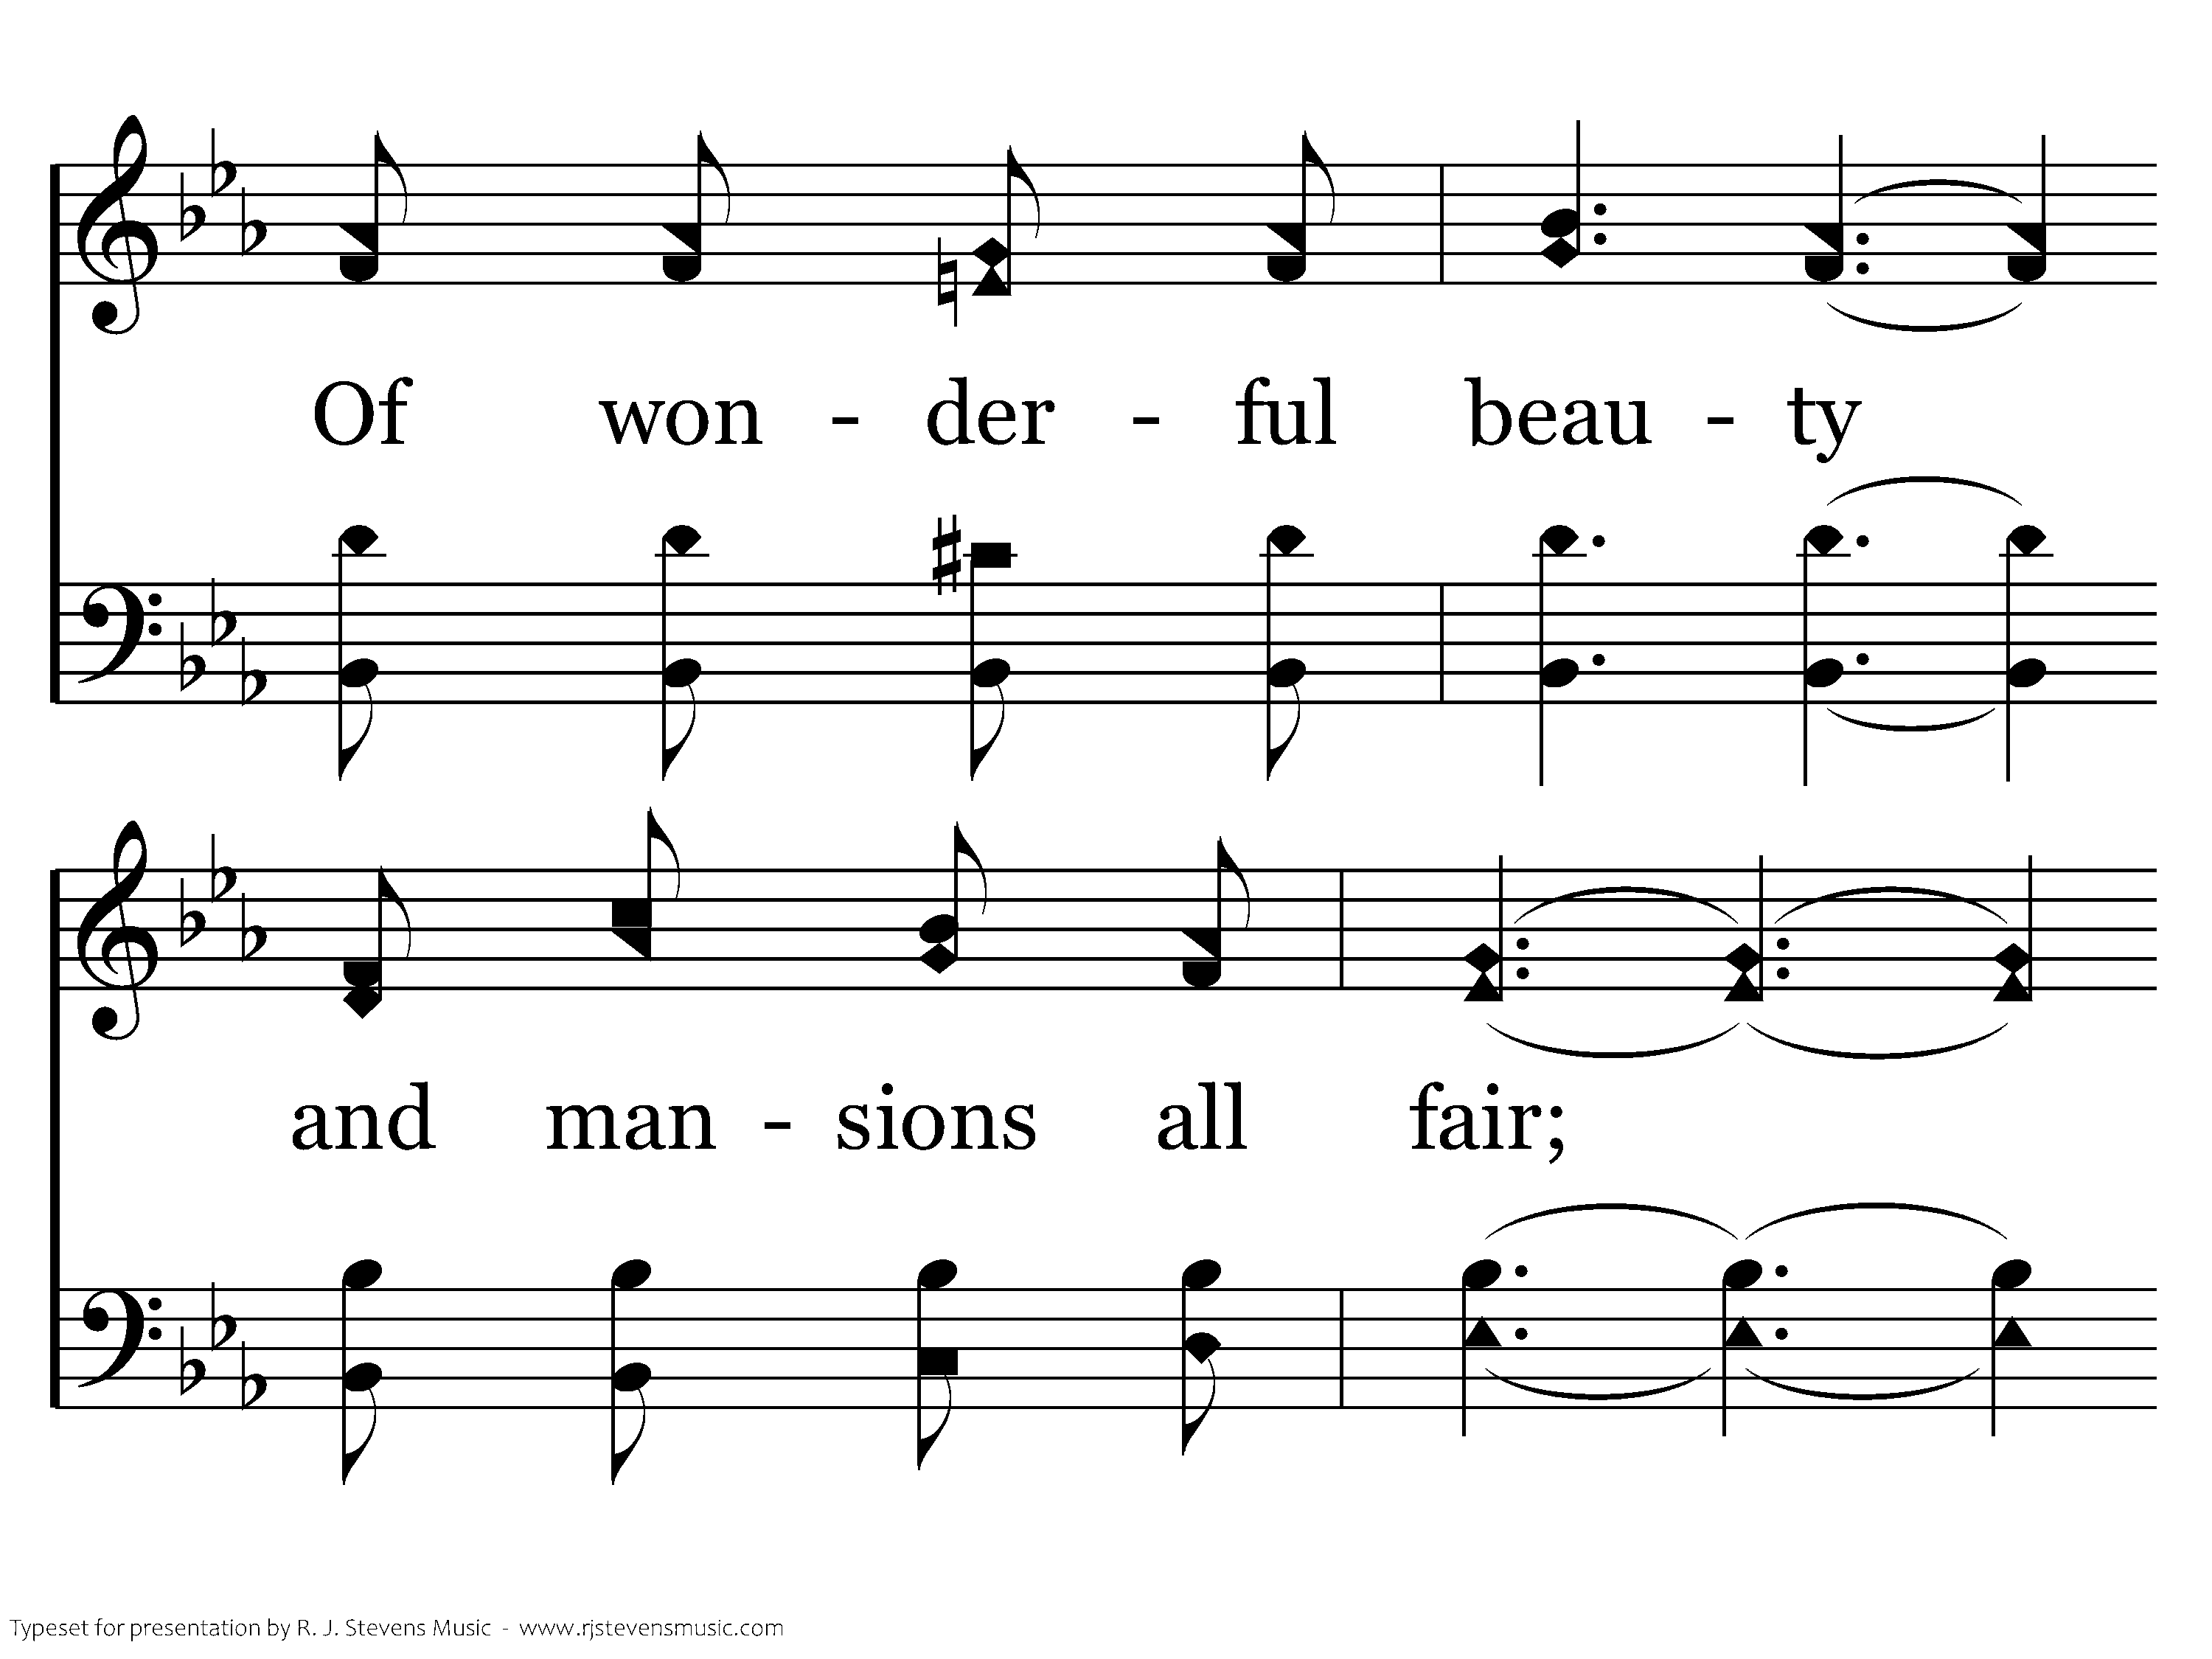 Of won - der - ful beau - ty
and man - sions all fair;
Typeset for presentation by R. J. Stevens Music - www.rjstevensmusic.com